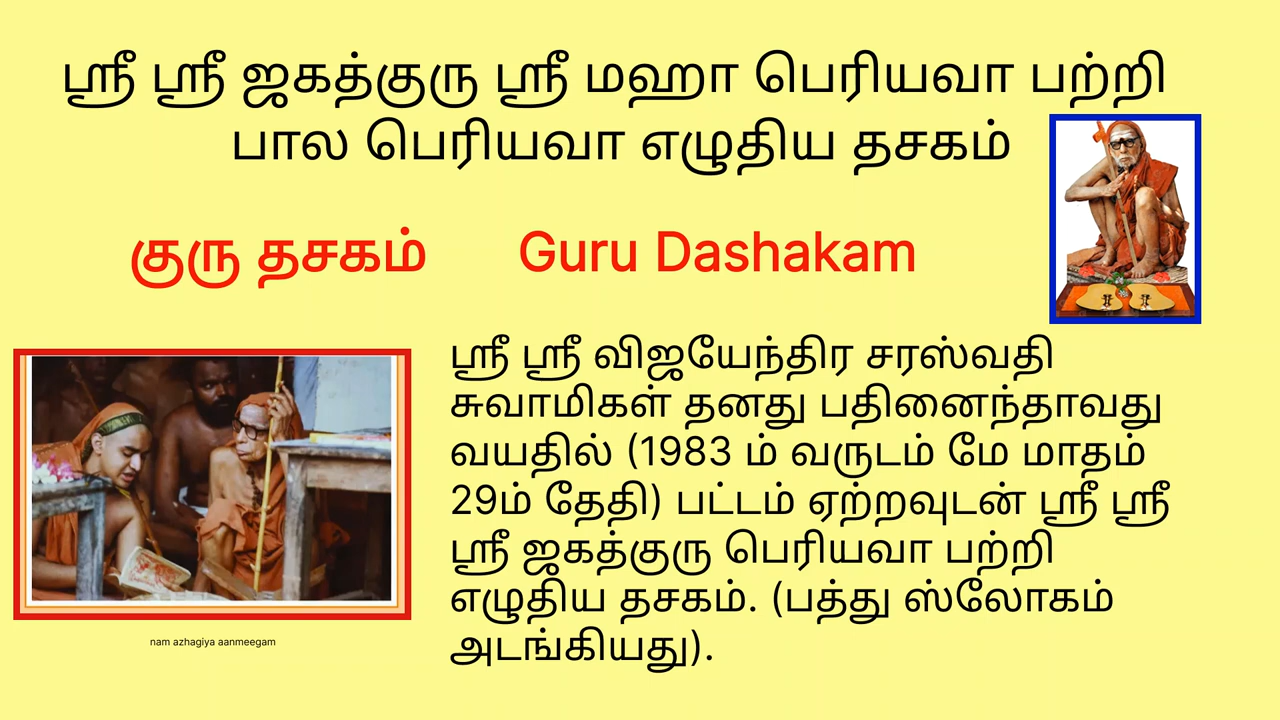 ஸ்ரீ ஸ்ரீ ஜகத்குரு ஸ்ரீ மஹா பெரியவா பற்றி
பால பெரியவா எழுதிய தசகம்
குரு தசகம் Guru Dashakam
ஸ்ரீ ஸ்ரீ விஜயேந்திர சரஸ்வதி
சுவாமிகள் தனது பதினைந்தாவது
வயதில் (1983 ம் வருடம் மே மாதம்
29ம் தேதி) பட்டம் ஏற்றவுடன் ஸ்ரீ ஸ்ரீ
ஸ்ரீ ஜகத்குரு பெரியவா பற்றி
எழுதிய தசகம். (பத்து ஸ்லோகம்
அடங்கியது).
nam azhagiya aanmeegam